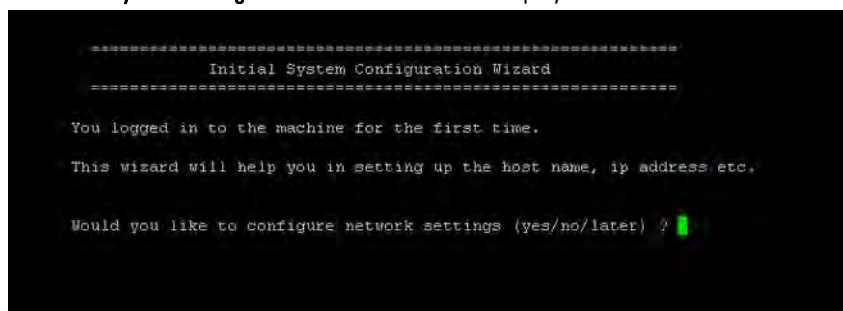 ============================================================
Initial System Configuration Wizard
============================================================
You logged in to the machine for the first time.
This wizard will help you in setting up the host name, ip address etc.
Would you like to configure network settings (yes/no/later) ?